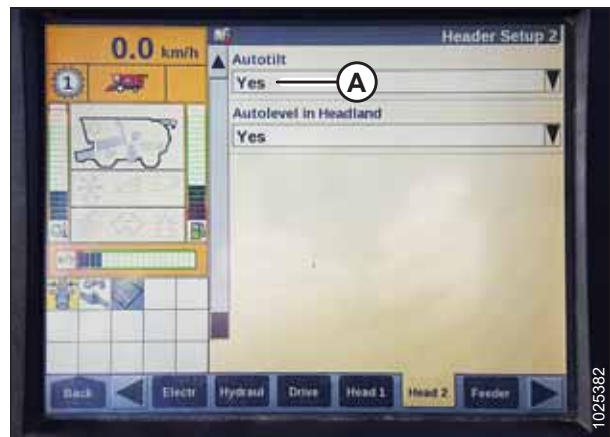 0.0 km/h
Header Setup 2
1
Autotilt
Yes
A
Autolevel in Headland
Yes
Back
Electr
Hydraul
Drive
Head 1
Head 2
Feeder
1025382